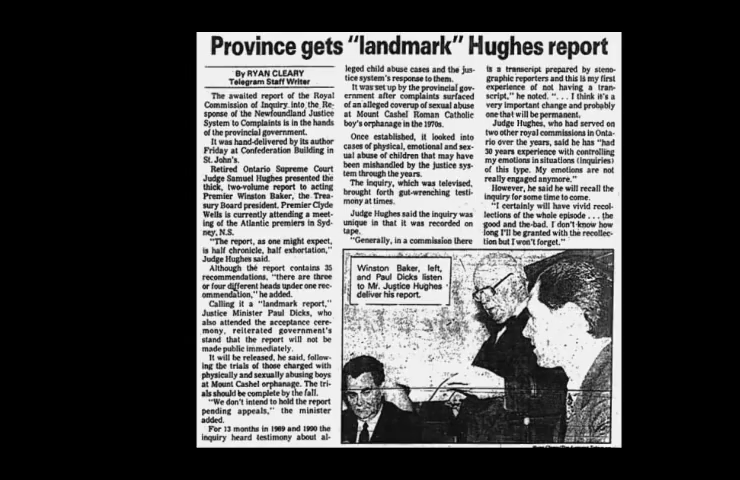 Province gets "landmark" Hughes report
By RYAN CLEARY
Telegram Staff Writer
The awaited report of the Royal
Commission of Inquiry into the Re-
sponse of the Newfoundland Justice
System to Complaints is in the hands
of the provincial government.
It was hand-delivered by its author
Friday at Confederation Building in
St. John's.
Retired Ontario Supreme Court
Judge Samuel Hughes presented the
thick, two-volume report to acting
Premier Winston Baker, the Trea-
sury Board president. Premier Clyde
Wells is currently attending a meet-
ing of the Atlantic premiers in Syd-
ney, N.S.
"The report, as one might expect,
is half chronicle, half exhortation,"
Judge Hughes said.
Although the report contains 35
recommendations, "there are three
or four different heads under one rec-
ommendation," he added.
Calling it a "landmark report,"
Justice Minister Paul Dicks, who
also attended the acceptance cere-
mony, reiterated government's
stand that the report will not be
made public immediately.
It will be released, he said, follow-
ing the trials of those charged with
physically and sexually abusing boys
at Mount Cashel orphanage. The tri-
als should be complete by the fall.
"We don't intend to hold the report
pending appeals," the minister
added.
For 13 months in 1989 and 1990 the
inquiry heard testimony about al-
leged child abuse cases and the jus-
tice system's response to them.
It was set up by the provincial gov-
ernment after complaints surfaced
of an alleged coverup of sexual abuse
at Mount Cashel Roman Catholic
boy's orphanage in the 1970s.
Once established, it looked into
cases of physical, emotional and sex-
ual abuse of children that may have
been mishandled by the justice sys-
tem through the years.
The inquiry, which was televised,
brought forth gut-wrenching testi-
mony at times.
Judge Hughes said the inquiry was
unique in that it was recorded on
tape.
"Generally, in a commission there
is a transcript prepared by steno-
graphic reporters and this is my first
experience of not having a tran-
script," he noted. ". . . I think it's a
very important change and probably
one that will be permanent.
Judge Hughes, who had served on
two other royal commissions in Onta-
rio over the years, said he has "had
30 years experience with controlling
my emotions in situations (inquiries)
of this type. My emotions are not
really engaged anymore."
However, he said he will recall the
inquiry for some time to come.
"I certainly will have vivid recol-
lections of the whole episode . . . the
good and the bad. I don't know how
long I'll be granted with the recollec-
tion but I won't forget."
Winston Baker, left,
and Paul Dicks listen
to Mr. Justice Hughes
deliver his report.